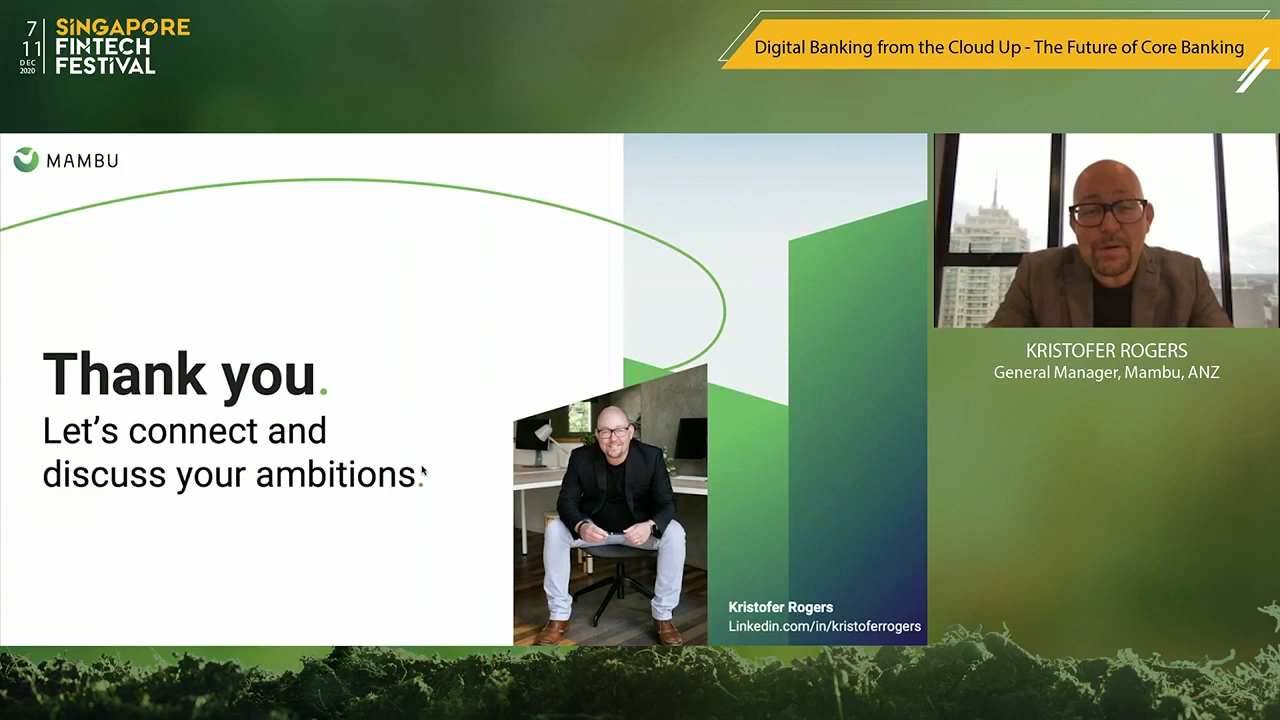 7
11
DEC
2020
SINGAPORE
FINTECH
FESTIVAL
Digital Banking from the Cloud Up - The Future of Core Banking
MAMBU
Thank you.
Let's connect and
discuss your ambitions.
Kristofer Rogers
Linkedin.com/in/kristoferrogers
KRISTOFER ROGERS
General Manager, Mambu, ANZ